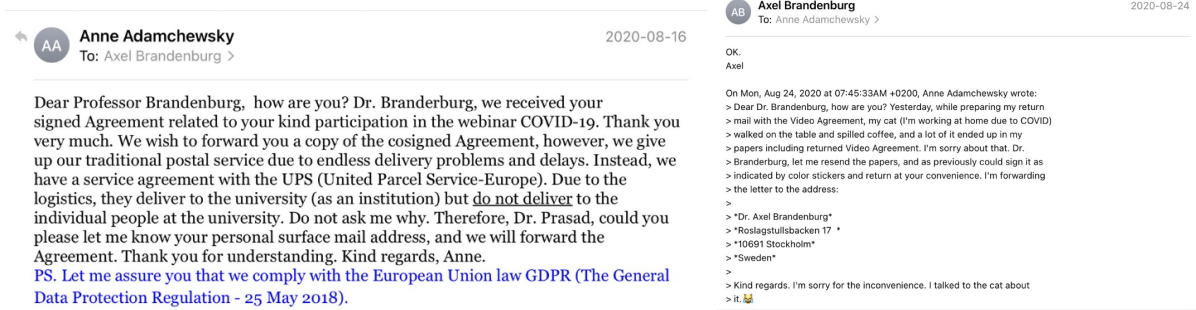 AA
Anne Adamchewsky
2020-08-16
To: Axel Brandenburg >
Dear Professor Brandenburg,  how are you? Dr. Branderburg, we received your
signed Agreement related to your kind participation in the webinar COVID-19. Thank you
very much. We wish to forward you a copy of the cosigned Agreement, however, we give
up our traditional postal service due to endless delivery problems and delays. Instead, we
have a service agreement with the UPS (United Parcel Service-Europe). Due to the
logistics, they deliver to the university (as an institution) but do not deliver to the
individual people at the university. Do not ask me why. Therefore, Dr. Prasad, could you
please let me know your personal surface mail address, and we will forward the
Agreement. Thank you for understanding. Kind regards, Anne.
PS. Let me assure you that we comply with the European Union law GDPR (The General
Data Protection Regulation - 25 May 2018).
AB
Axel Brandenburg
2020-08-24
To: Anne Adamchewsky >
OK.
Axel
On Mon, Aug 24, 2020 at 07:45:33AM +0200, Anne Adamchewsky wrote:
> Dear Dr. Brandenburg, how are you? Yesterday, while preparing my return
> mail with the Video Agreement, my cat (I'm working at home due to COVID)
> walked on the table and spilled coffee, and a lot of it ended up in my
> papers including returned Video Agreement. I'm sorry about that. Dr.
> Branderburg, let me resend the papers, and as previously could sign it as
> indicated by color stickers and return at your convenience. I'm forwarding
> the letter to the address:
>
> *Dr. Axel Brandenburg*
> *Roslagstullsbacken 17  *
> *10691 Stockholm*
> *Sweden*
>
> Kind regards. I'm sorry for the inconvenience. I talked to the cat about
> it.😹